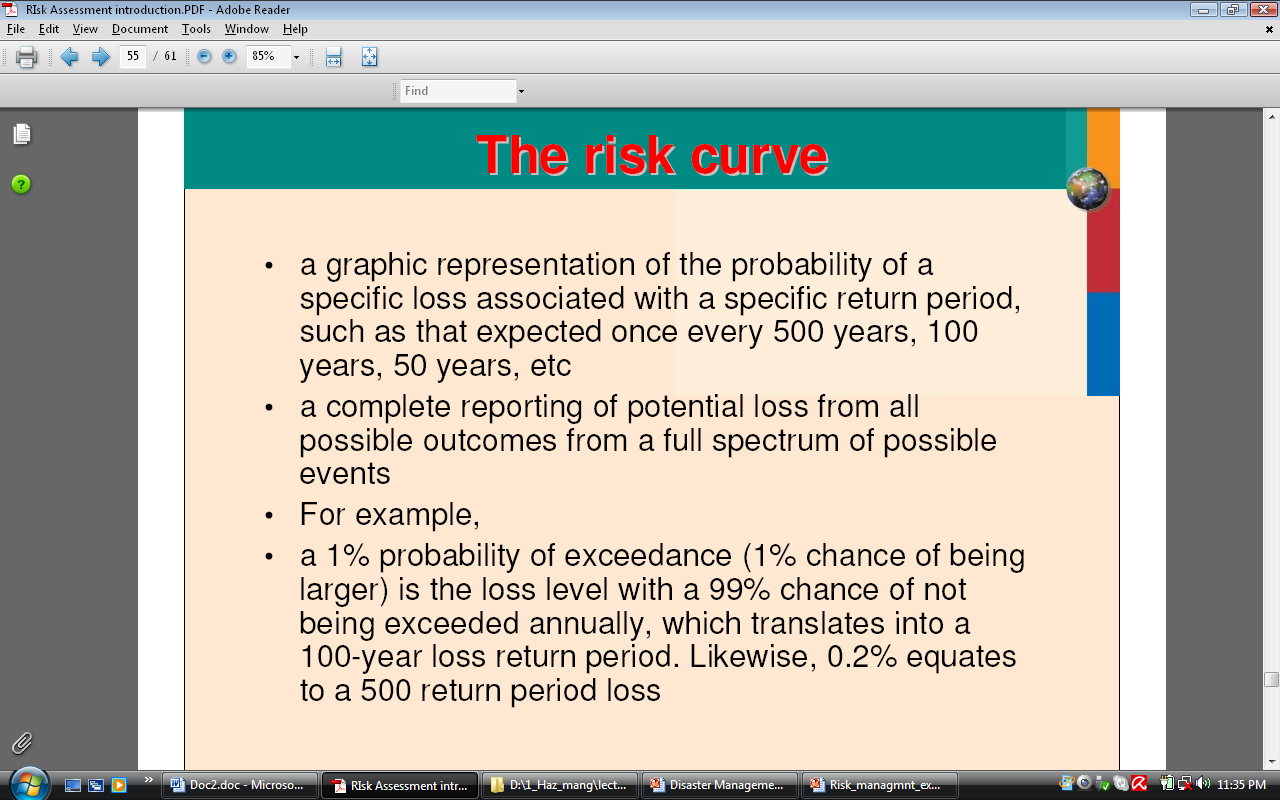 RIsk Assessment introduction.PDF - Adobe Reader
File Edit View Document Tools Window Help
55 / 61 85%
Find
The risk curve
• a graphic representation of the probability of a
specific loss associated with a specific return period,
such as that expected once every 500 years, 100
years, 50 years, etc
• a complete reporting of potential loss from all
possible outcomes from a full spectrum of possible
events
• For example,
• a 1% probability of exceedance (1% chance of being
larger) is the loss level with a 99% chance of not
being exceeded annually, which translates into a
100-year loss return period. Likewise, 0.2% equates
to a 500 return period loss
Doc2.doc - Microso... RIsk Assessment intr... D:\1_Haz_mang\lect... Disaster Manageme... Risk_managmnt_ex... 11:35 PM